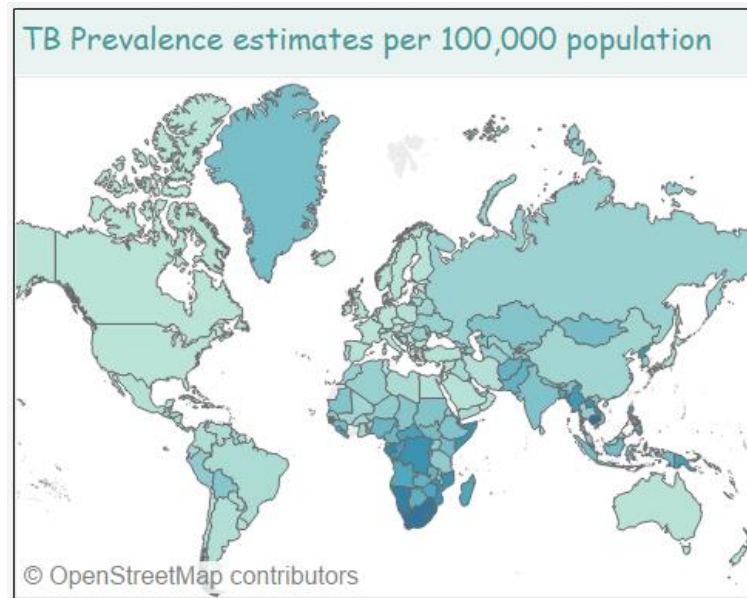 TB Prevalence estimates per 100,000 population
© OpenStreetMap contributors